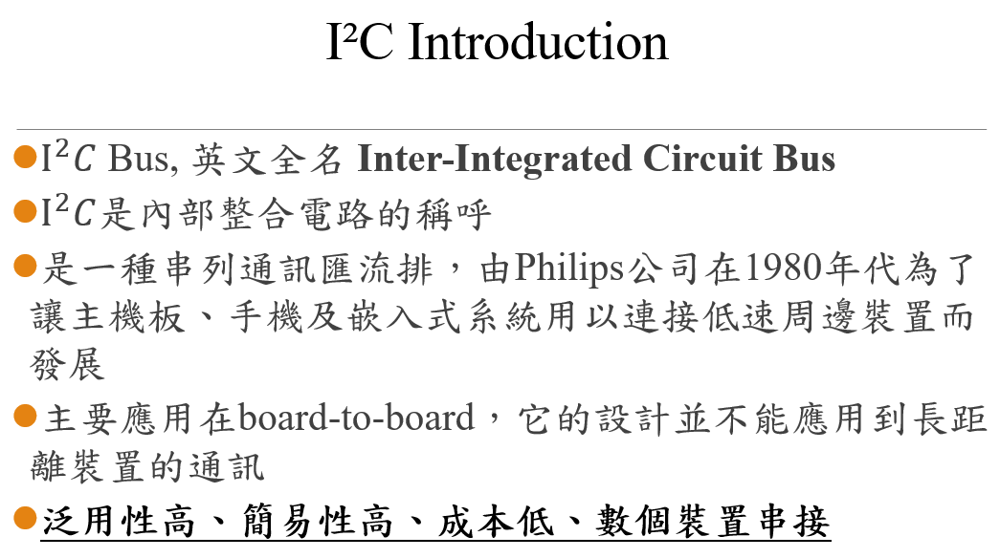 I²C Introduction
●I²C Bus, 英文全名 Inter-Integrated Circuit Bus
●I²C是內部整合電路的稱呼
●是一種串列通訊匯流排，由Philips公司在1980年代為了
讓主機板、手機及嵌入式系統用以連接低速周邊裝置而
發展
●主要應用在board-to-board，它的設計並不能應用到長距
離裝置的通訊
●泛用性高、簡易性高、成本低、數個裝置串接